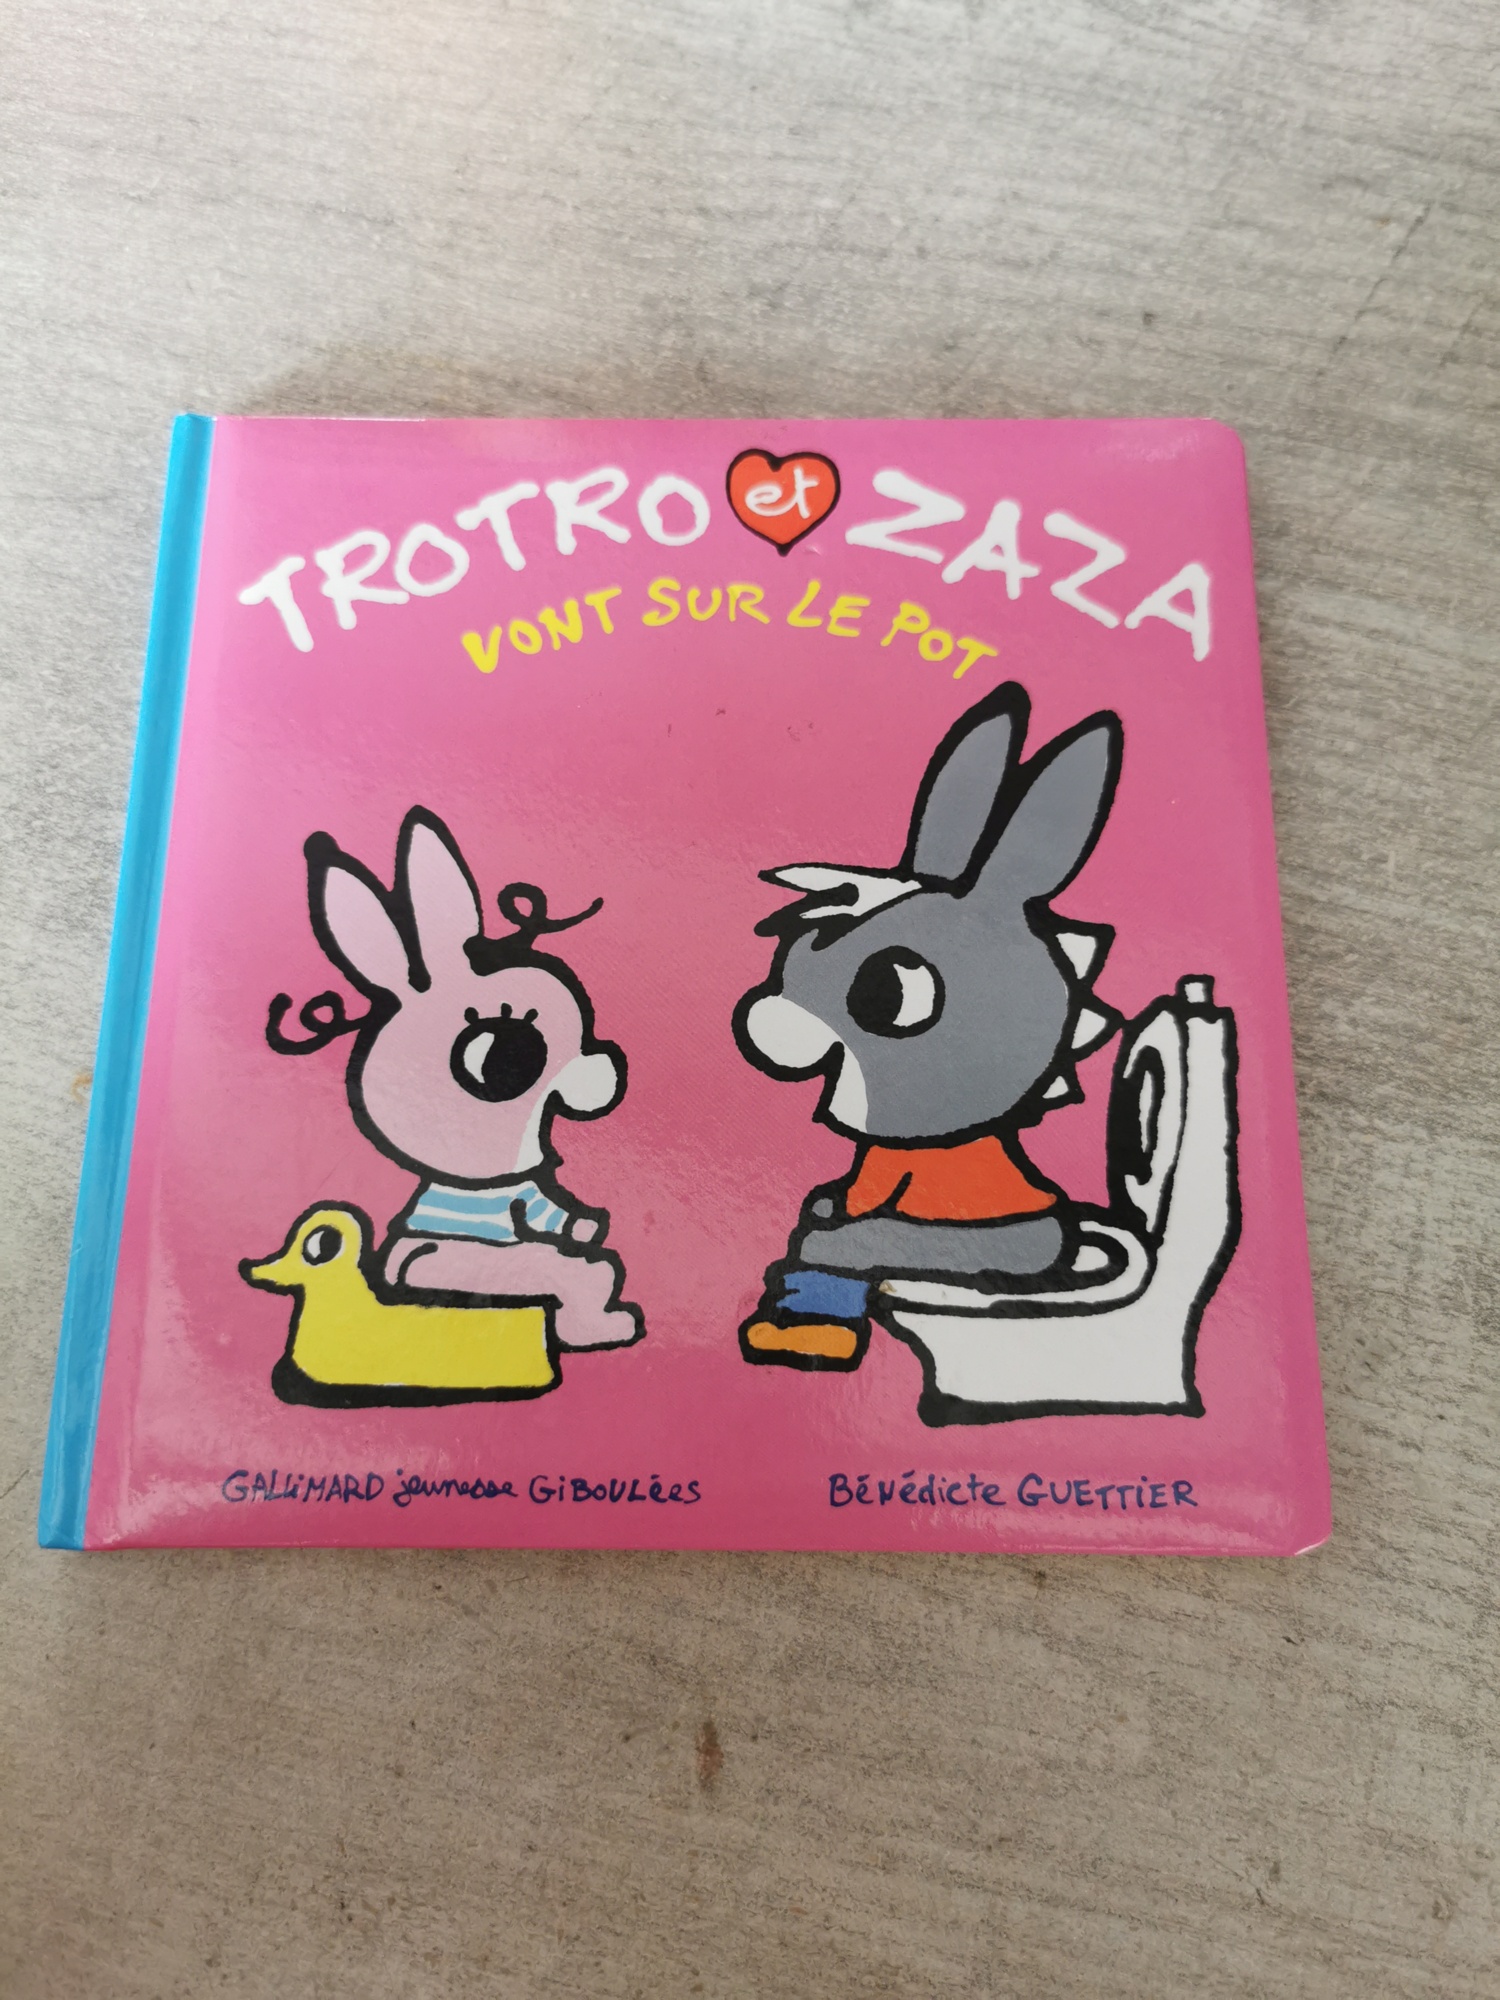 TROTRO et ZAZA
VONT SUR LE POT
GALLiMARD jeunesse GiBOULéES
BéNédicte GUETTIER